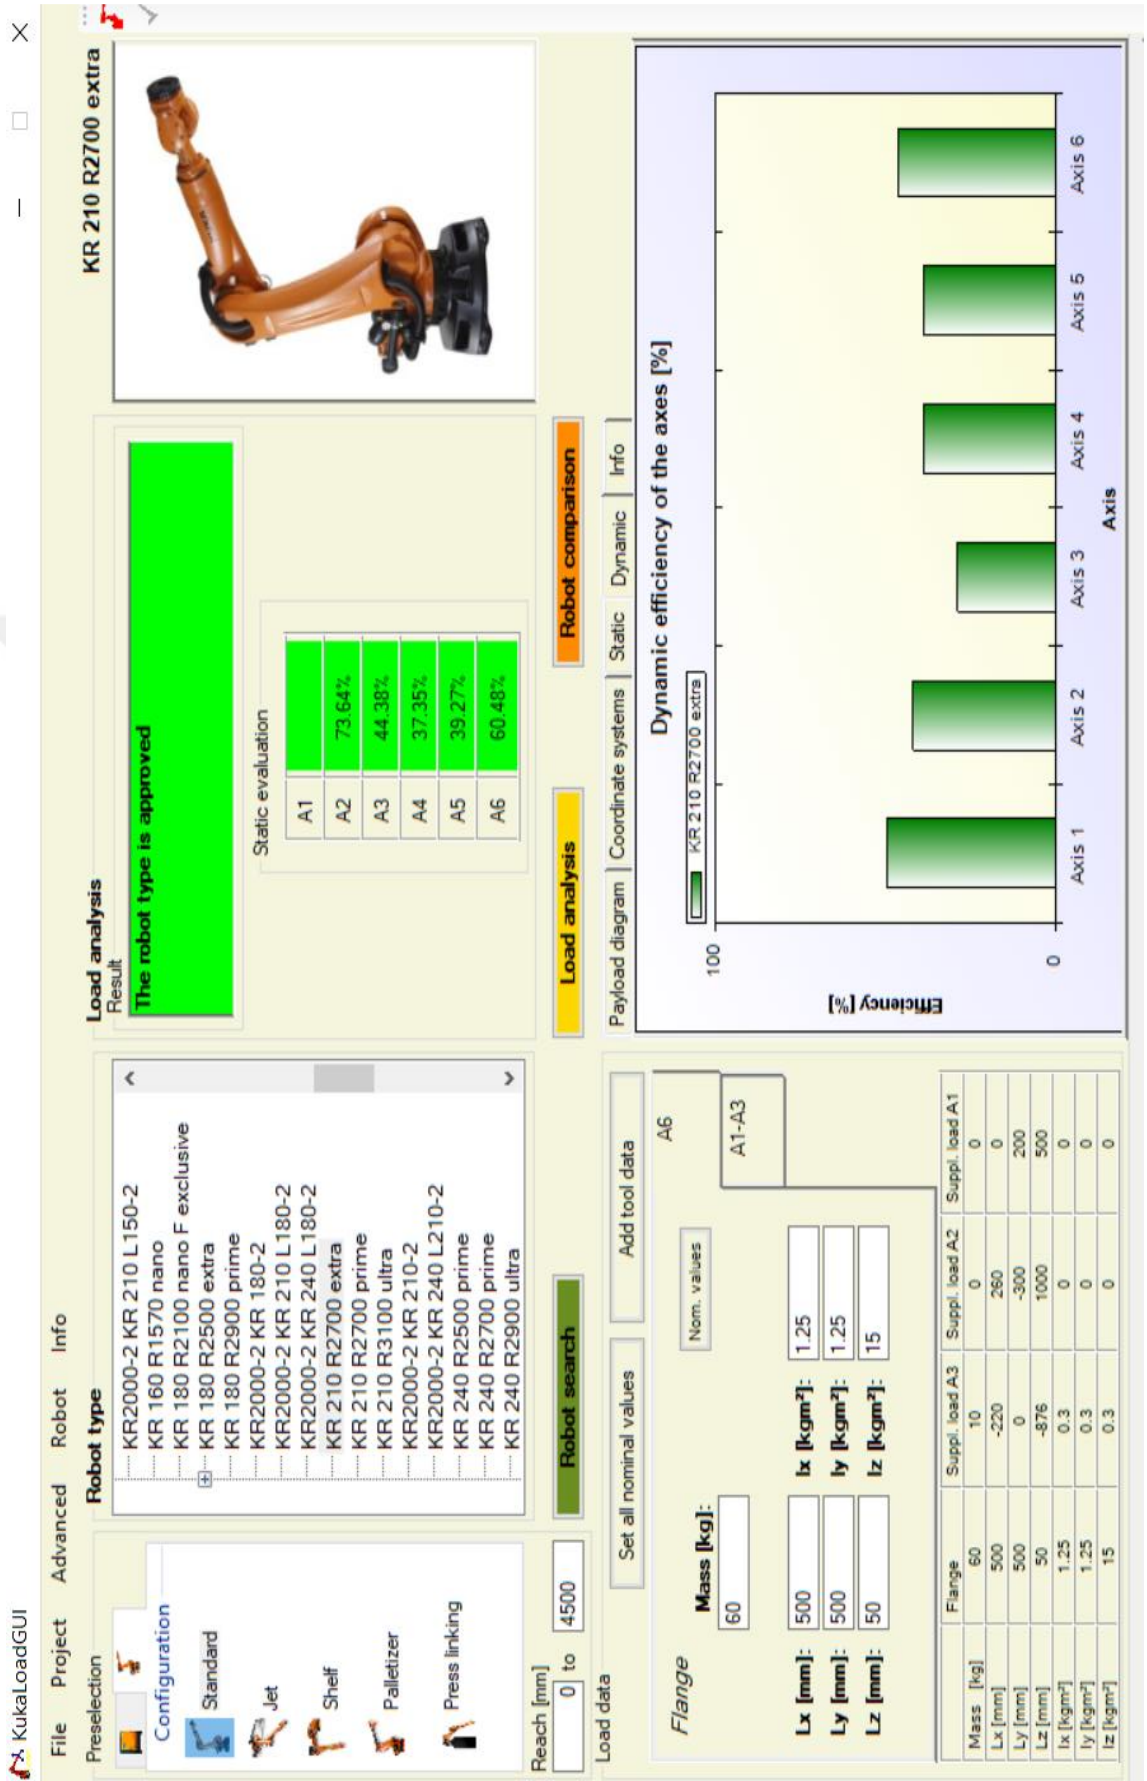 KukaLoadGUI
File Project Advanced Robot Info
Preselection
Configuration
Standard
Jet
Shelf
Palletizer
Press linking
Reach [mm]
0 to 4500
Robot type
KR2000-2 KR 210 L150-2
KR 160 R1570 nano
KR 180 R2100 nano F exclusive
KR 180 R2500 extra
KR 180 R2900 prime
KR2000-2 KR 180-2
KR2000-2 KR 210 L180-2
KR2000-2 KR 240 L180-2
KR 210 R2700 extra
KR 210 R2700 prime
KR 210 R3100 ultra
KR2000-2 KR 210-2
KR2000-2 KR 240 L210-2
KR 240 R2500 prime
KR 240 R2700 prime
KR 240 R2900 ultra
Robot search
Load analysis
Result
The robot type is approved
Static evaluation
A1
A2 73.64%
A3 44.38%
A4 37.35%
A5 39.27%
A6 60.48%
Load analysis
Robot comparison
KR 210 R2700 extra
Load data
Set all nominal values
Add tool data
A6
A1-A3
Flange
Nom. values
Mass [kg]:
60
Lx [mm]: 500 Ix [kgm²]: 1.25
Ly [mm]: 500 Iy [kgm²]: 1.25
Lz [mm]: 50 Iz [kgm²]: 15
Flange Suppl. load A3 Suppl. load A2 Suppl. load A1
Mass [kg] 60 10 0 0
Lx [mm] 500 -220 260 0
Ly [mm] 500 0 -300 200
Lz [mm] 50 -876 1000 500
Ix [kgm²] 1.25 0.3 0 0
Iy [kgm²] 1.25 0.3 0 0
Iz [kgm²] 15 0.3 0 0
Payload diagram Coordinate systems Static Dynamic Info
Dynamic efficiency of the axes [%]
KR 210 R2700 extra
100
Efficiency [%]
0
Axis 1 Axis 2 Axis 3 Axis 4 Axis 5 Axis 6
Axis